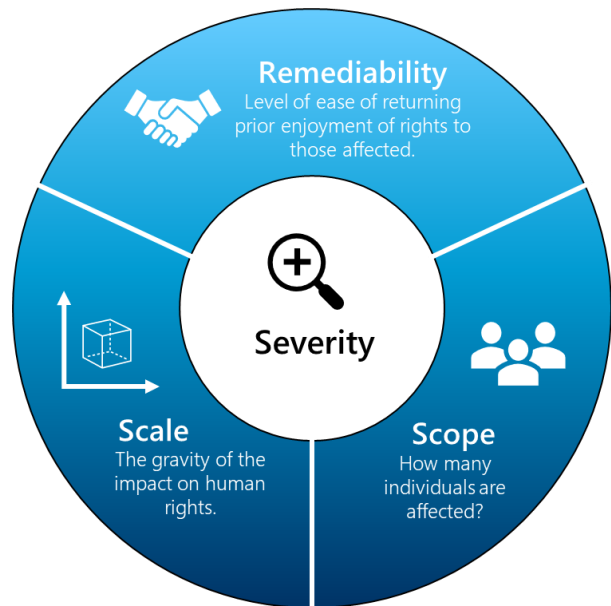 Remediability
Level of ease of returning
prior enjoyment of rights to
those affected.
Severity
Scale
The gravity of the
impact on human
rights.
Scope
How many
individuals are
affected?